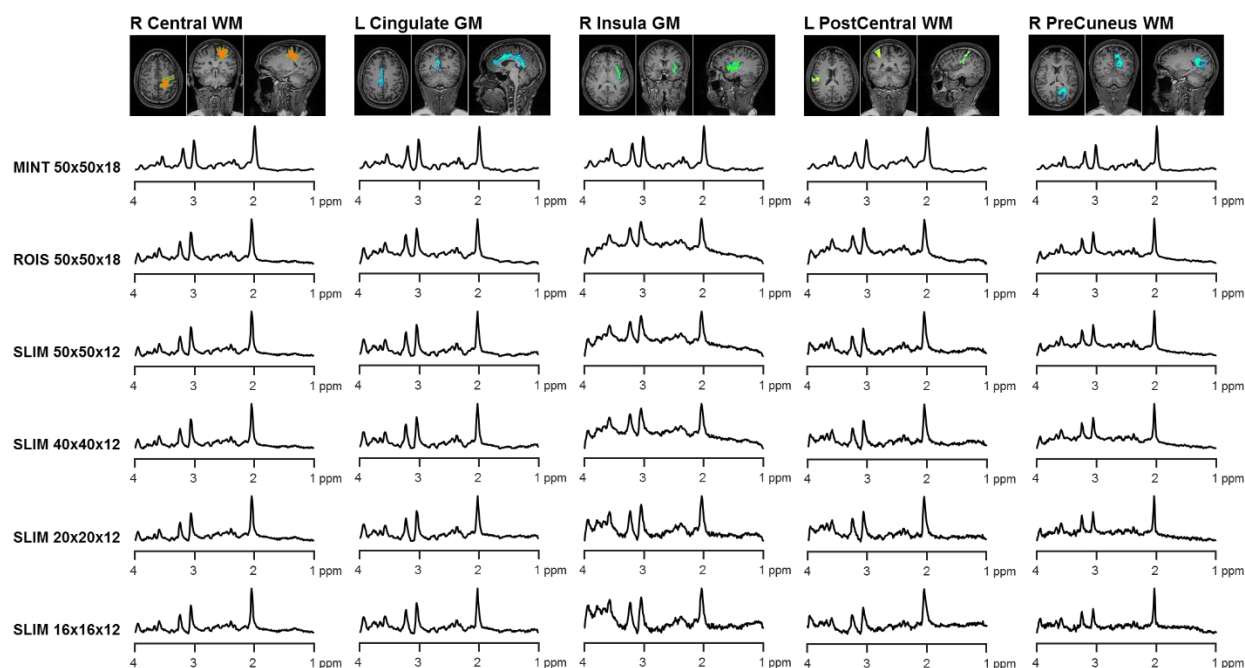 R Central WM L Cingulate GM R Insula GM L PostCentral WM R PreCuneus WM
MINT 50x50x18
4 3 2 1 ppm 4 3 2 1 ppm 4 3 2 1 ppm 4 3 2 1 ppm 4 3 2 1 ppm
ROIS 50x50x18
4 3 2 1 ppm 4 3 2 1 ppm 4 3 2 1 ppm 4 3 2 1 ppm 4 3 2 1 ppm
SLIM 50x50x12
4 3 2 1 ppm 4 3 2 1 ppm 4 3 2 1 ppm 4 3 2 1 ppm 4 3 2 1 ppm
SLIM 40x40x12
4 3 2 1 ppm 4 3 2 1 ppm 4 3 2 1 ppm 4 3 2 1 ppm 4 3 2 1 ppm
SLIM 20x20x12
4 3 2 1 ppm 4 3 2 1 ppm 4 3 2 1 ppm 4 3 2 1 ppm 4 3 2 1 ppm
SLIM 16x16x12
4 3 2 1 ppm 4 3 2 1 ppm 4 3 2 1 ppm 4 3 2 1 ppm 4 3 2 1 ppm